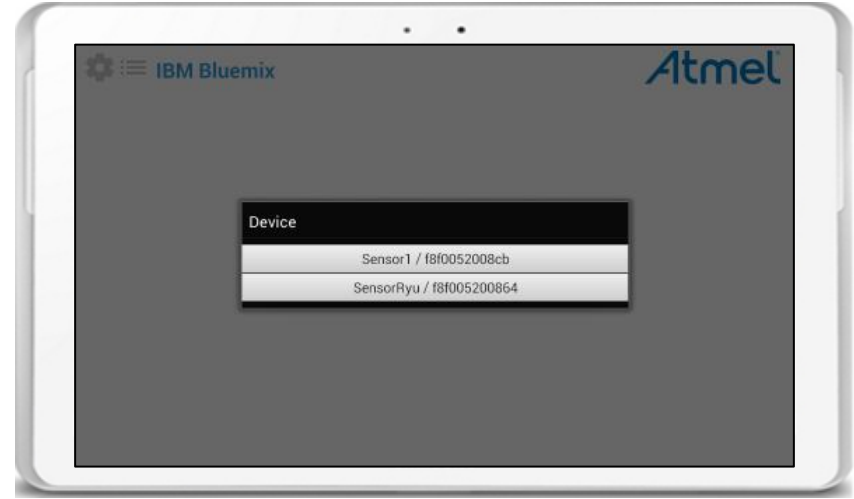 IBM Bluemix
Atmel
Device
Sensor1 / f8f0052008cb
SensorRyu / f8f005200864